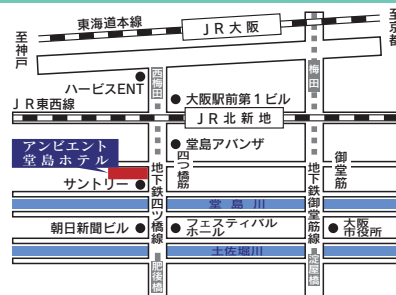 東海道本線
JR大阪
至神戸
至京都
西梅田
梅田
ハービスENT
大阪駅前第1ビル
JR東西線
JR北新地
堂島アバンザ
アンビエント
堂島ホテル
四つ橋筋
御堂筋
サントリー
地下鉄四ツ橋線
地下鉄御堂筋線
堂島川
朝日新聞ビル
フェスティバル
ホール
大阪
市役所
土佐堀川
肥後橋
淀屋橋